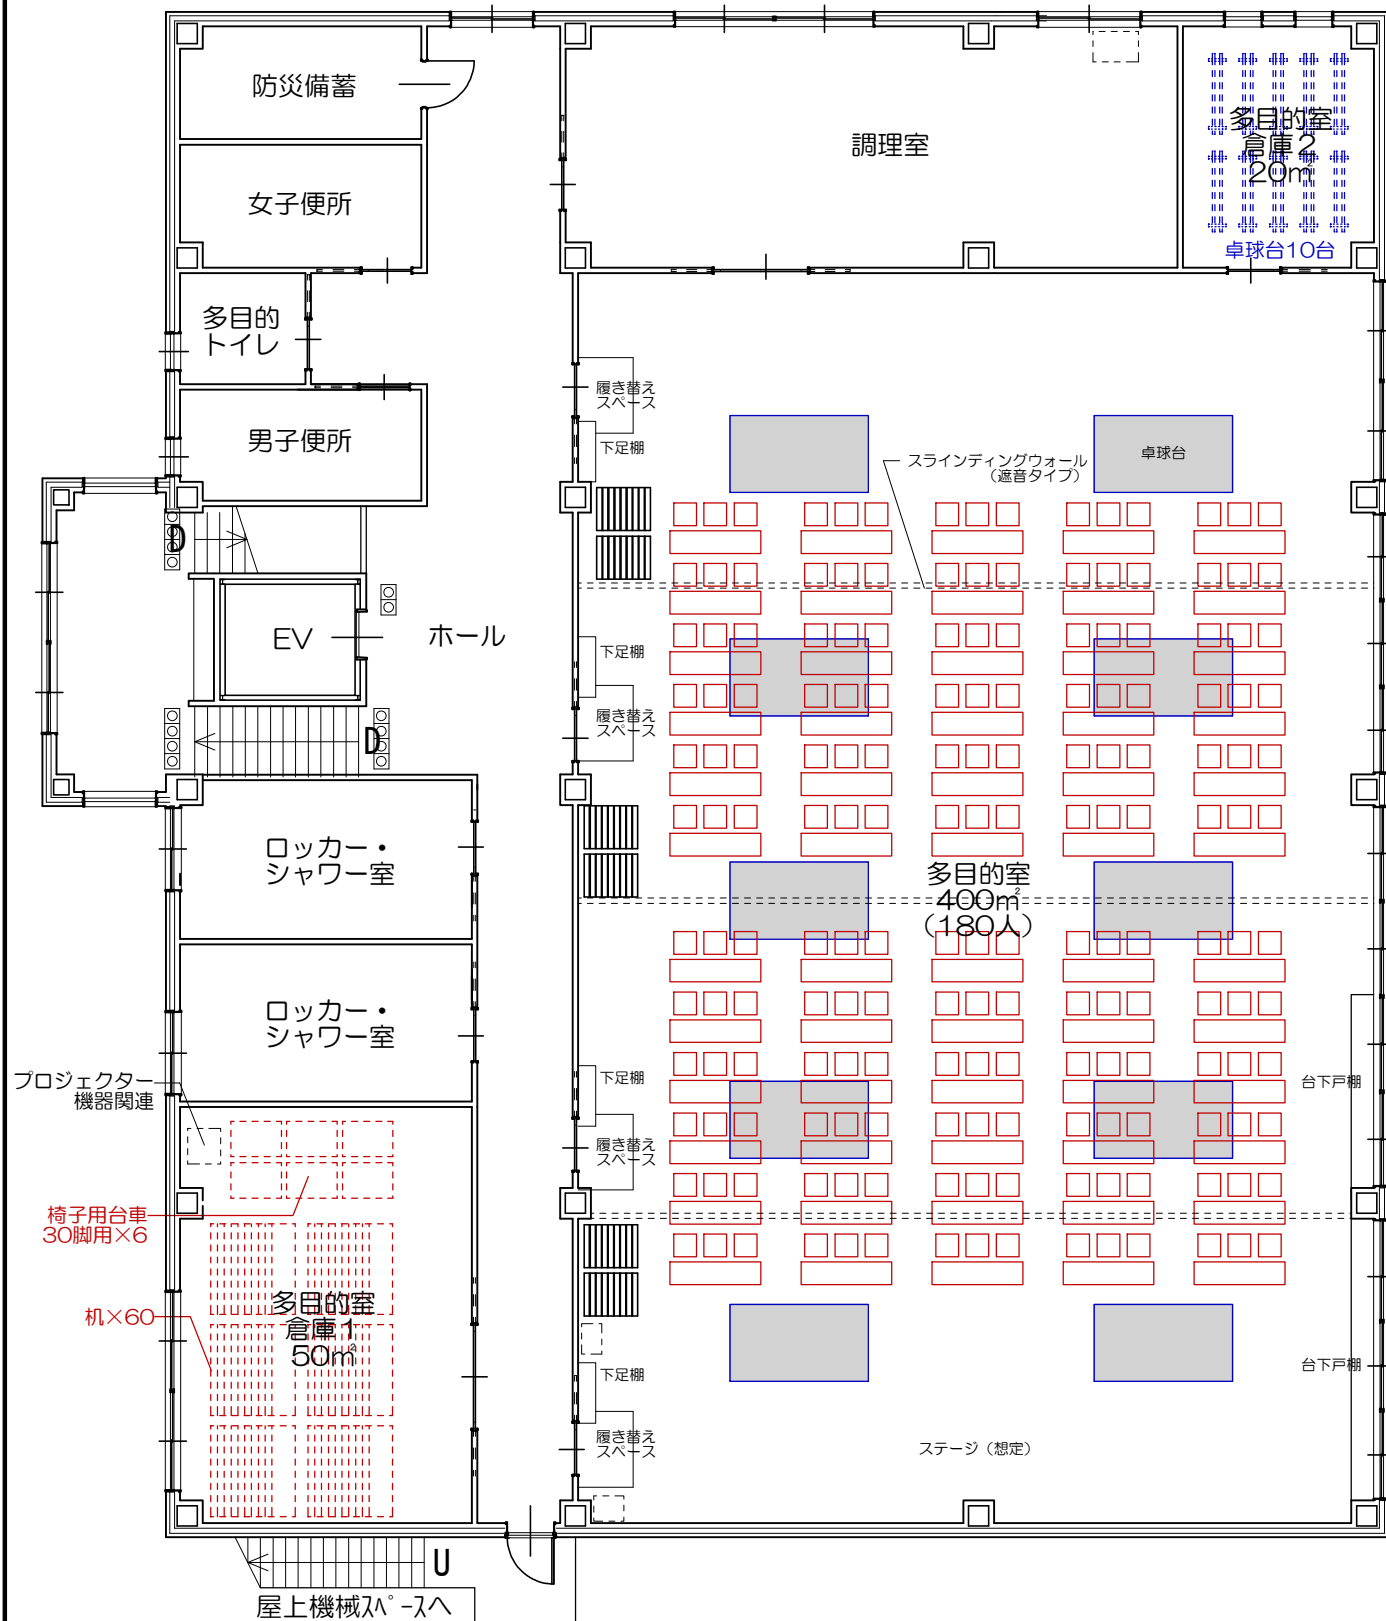 防災備蓄
調理室
多目的室
倉庫2
20㎡
女子便所
卓球台10台
多目的
トイレ
履き替え
スペース
男子便所
下足棚
スラインディングウォール
（遮音タイプ）
卓球台
D
EV
ホール
下足棚
履き替え
スペース
D
ロッカー・
シャワー室
多目的室
400㎡
（180人）
ロッカー・
シャワー室
プロジェクター
機器関連
下足棚
台下戸棚
履き替え
スペース
椅子用台車
30脚用×6
机×60
多目的室
倉庫1
50㎡
下足棚
台下戸棚
履き替え
スペース
ステージ（想定）
U
屋上機械ｽﾍﾟｰｽへ